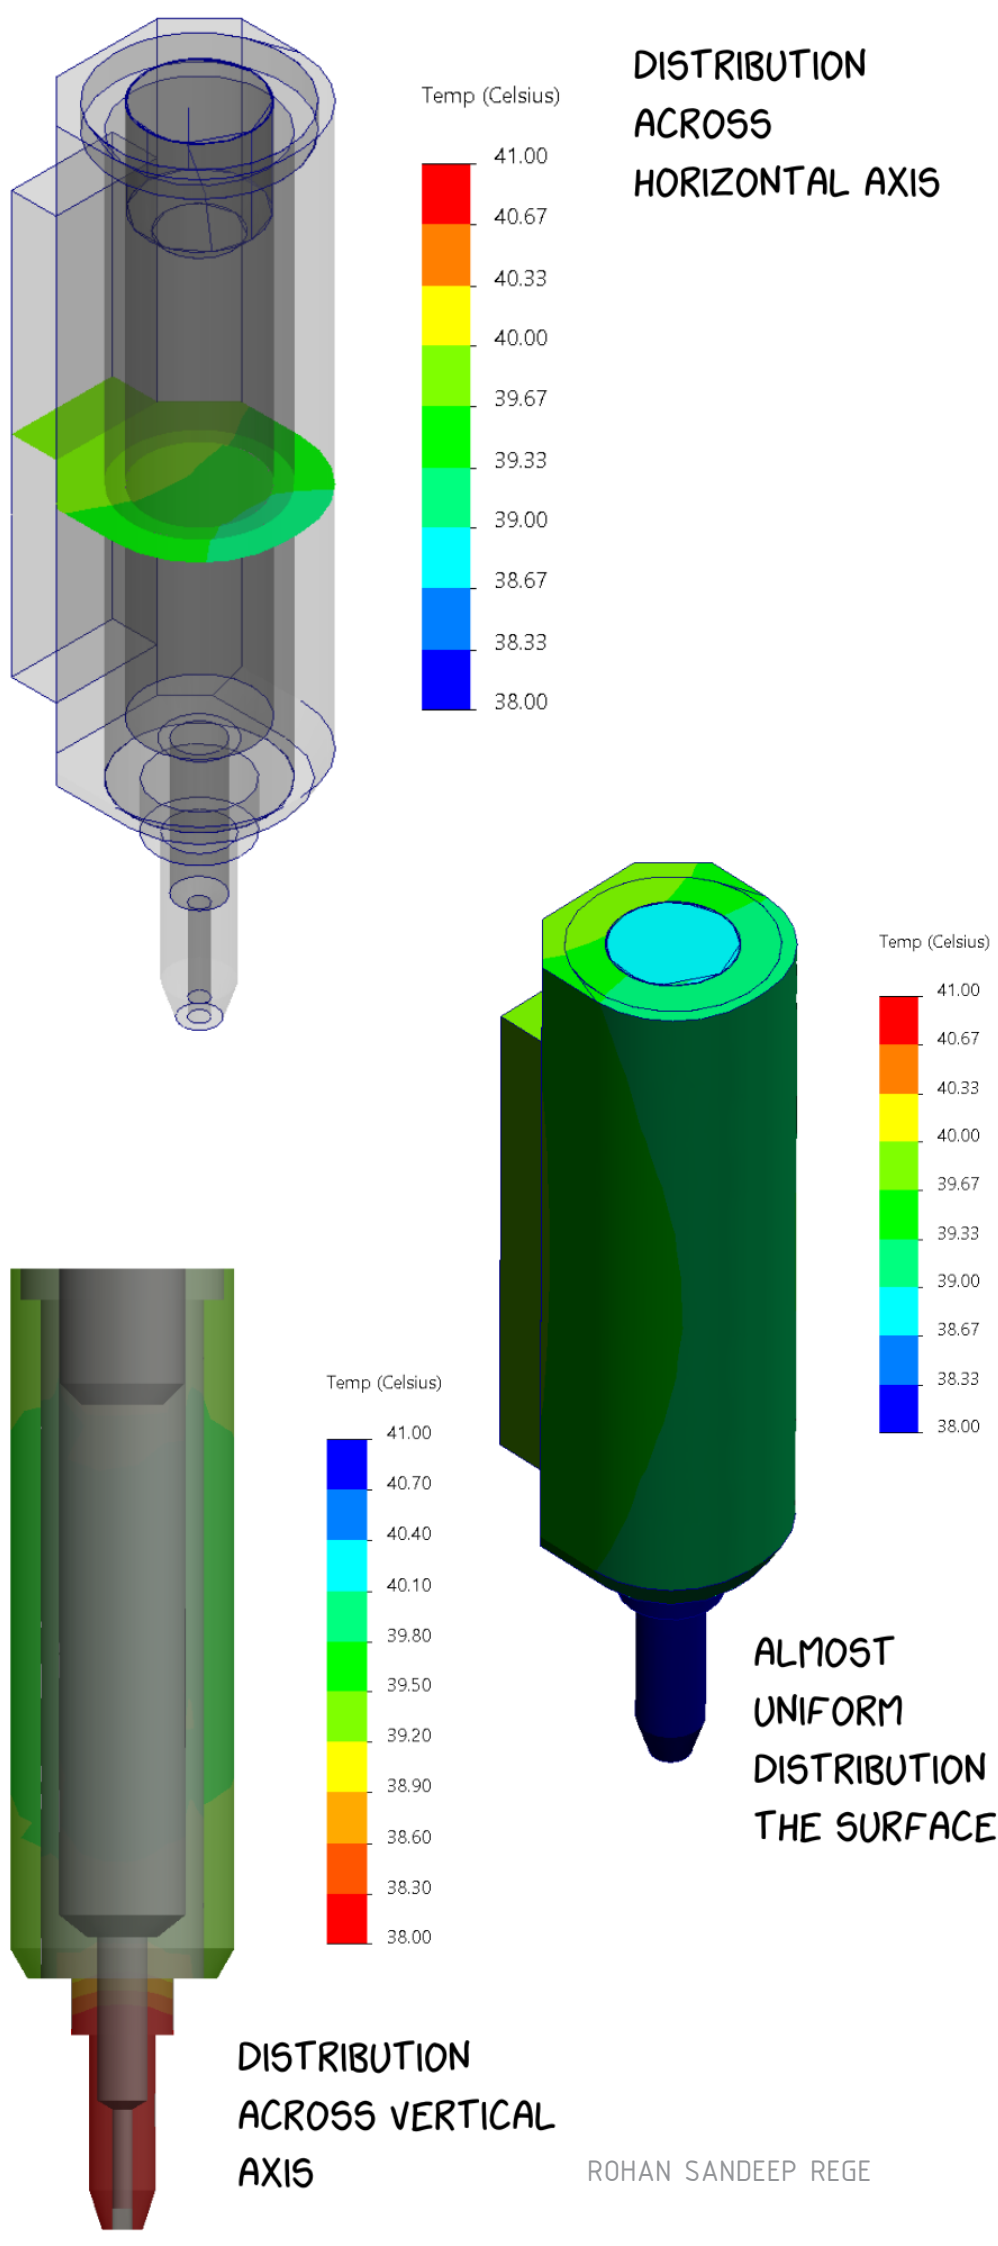 DISTRIBUTION
ACROSS
HORIZONTAL AXIS
Temp (Celsius)
41.00
40.67
40.33
40.00
39.67
39.33
39.00
38.67
38.33
38.00
Temp (Celsius)
41.00
40.67
40.33
40.00
39.67
39.33
39.00
38.67
38.33
38.00
ALMOST
UNIFORM
DISTRIBUTION
THE SURFACE
Temp (Celsius)
41.00
40.70
40.40
40.10
39.80
39.50
39.20
38.90
38.60
38.30
38.00
DISTRIBUTION
ACROSS VERTICAL
AXIS
ROHAN SANDEEP REGE